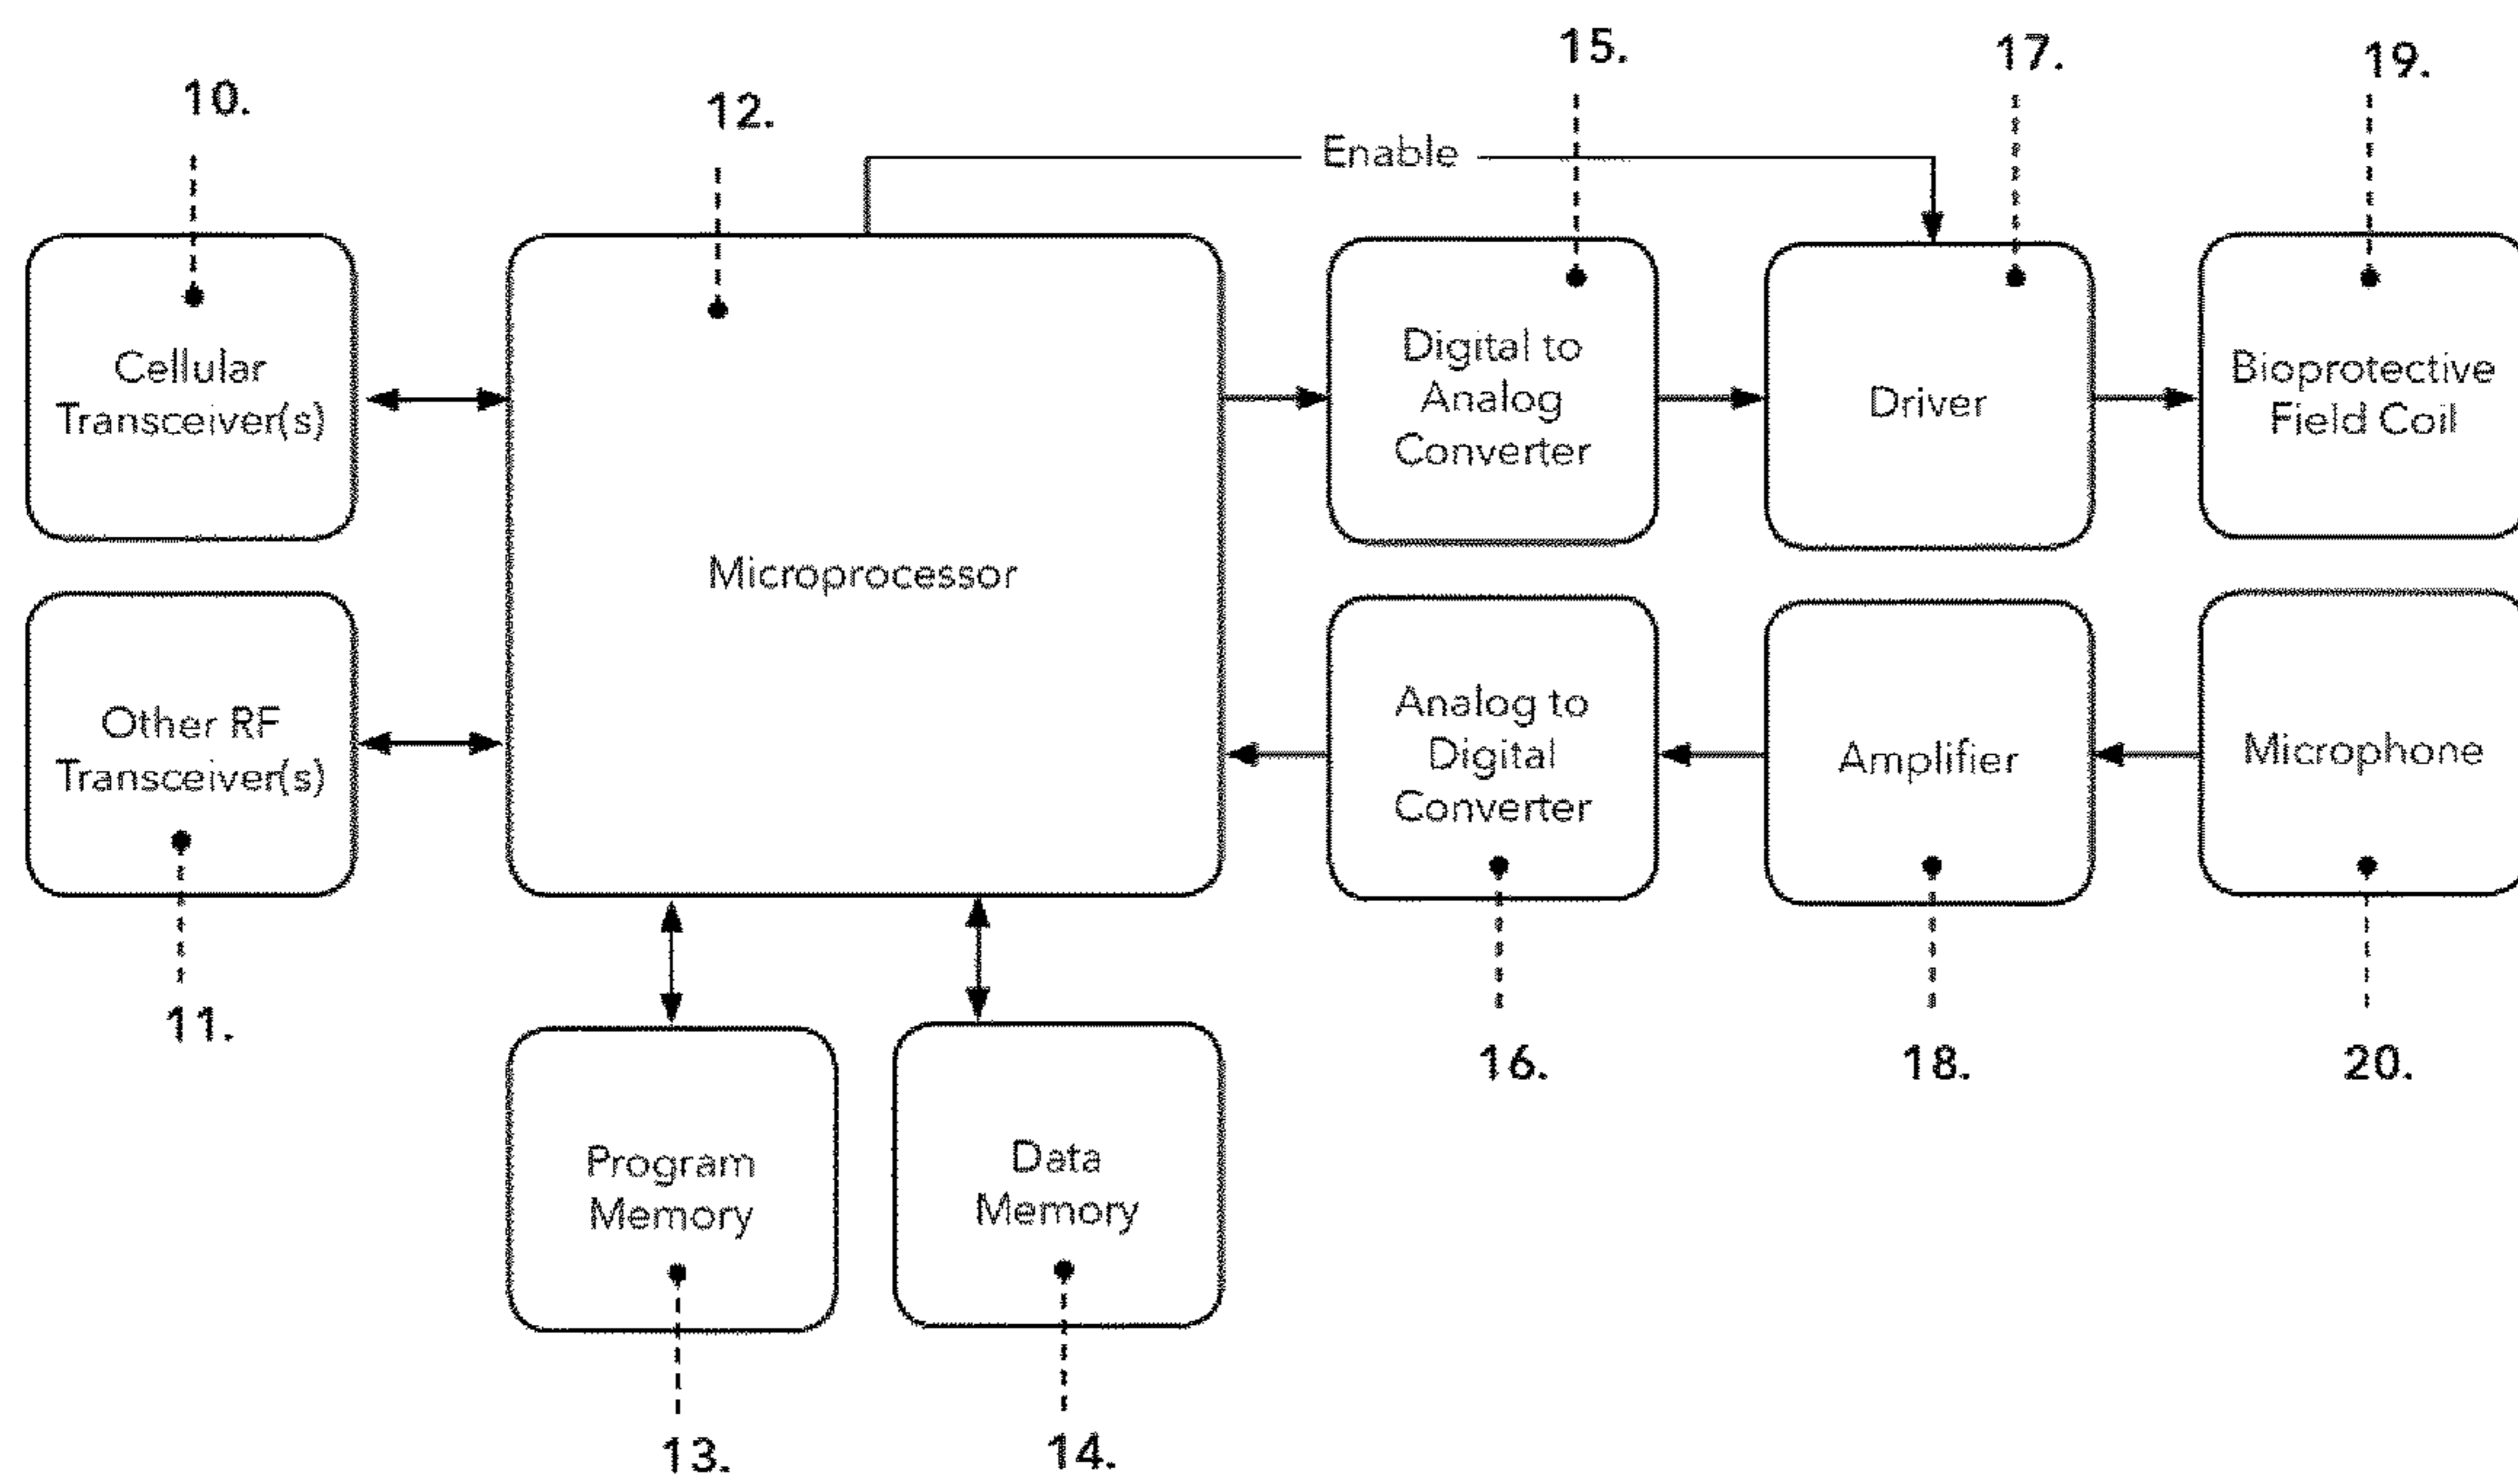 10.
12.
15.
17.
19.
Enable
Cellular
Transceiver(s)
Microprocessor
Digital to
Analog
Converter
Driver
Bioprotective
Field Coil
Other RF
Transceiver(s)
Analog to
Digital
Converter
Amplifier
Microphone
11.
16.
18.
20.
Program
Memory
Data
Memory
13.
14.